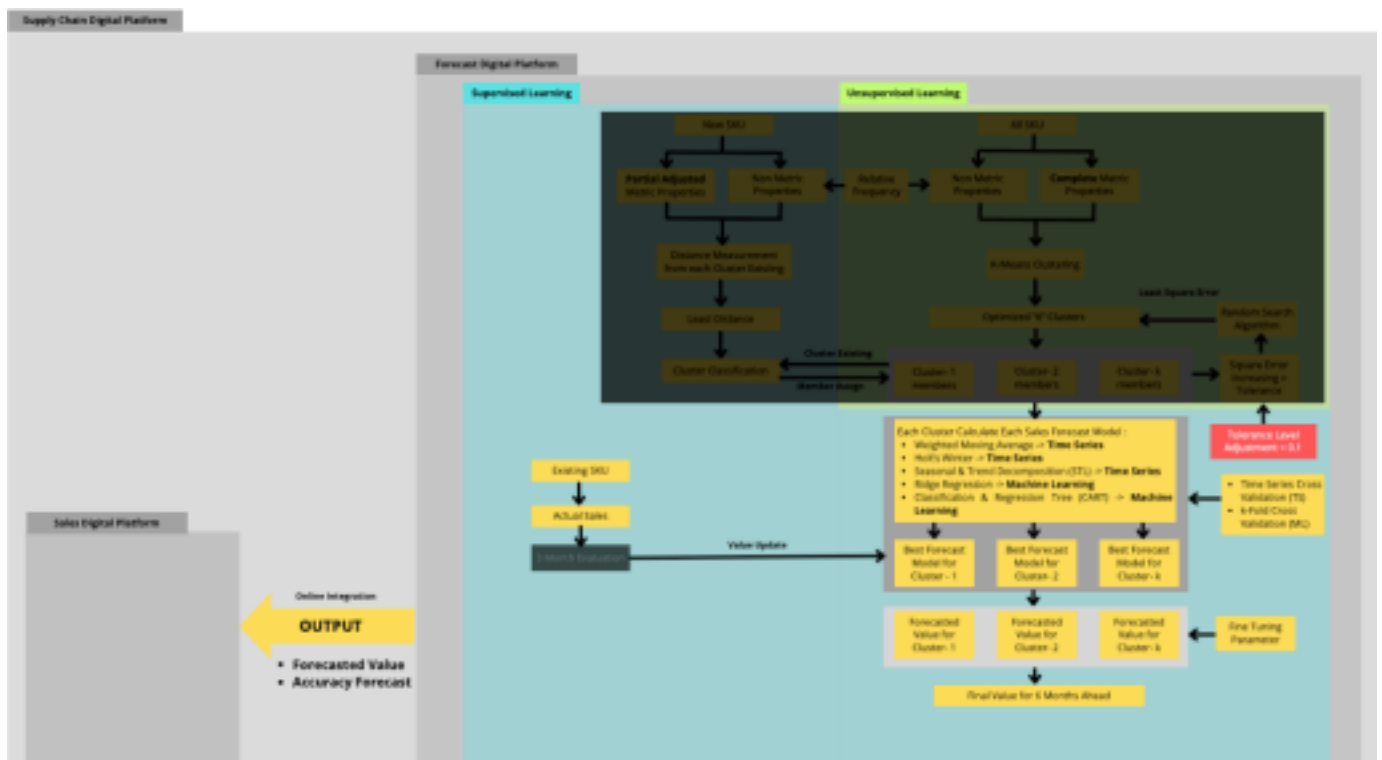 Supply Chain Digital Platform
Forecast Digital Platform
Supervised Learning
Unsupervised Learning
New SKU
All SKU
Partial Adjusted
Metric Properties
Non Metric
Properties
Relative
Frequency
Non Metric
Properties
Complete Metric
Properties
Distance Measurement
from each Cluster Existing
K-Means Clustering
Least Square Error
Least Distance
Optimized "K" Clusters
Random Search
Algorithm
Cluster Existing
Cluster Classification
Member Assign
Cluster- 1
members
Cluster- 2
members
Cluster- k
members
Square Error
Increasing >
Tolerance
Each Cluster Calculate Each Sales Forecast Model :
• Weighted Moving Average -> Time Series
• Holt's Winter -> Time Series
• Seasonal & Trend Decomposition (STL) -> Time Series
• Ridge Regression -> Machine Learning
• Classification & Regression Tree (CART) -> Machine
Learning
Tolerance Level
Adjustment = 0.1
Existing SKU
• Time Series Cross
Validation (TS)
• k-Fold Cross
Validation (ML)
Actual Sales
Sales Digital Platform
3 Month Evaluation
Value Update
Best Forecast
Model for
Cluster - 1
Best Forecast
Model for
Cluster- 2
Best Forecast
Model for
Cluster- k
Online Integration
OUTPUT
• Forecasted Value
• Accuracy Forecast
Forecasted
Value for
Cluster- 1
Forecasted
Value for
Cluster- 2
Forecasted
Value for
Cluster- k
Fine Tuning
Parameter
Final Value for 6 Months Ahead